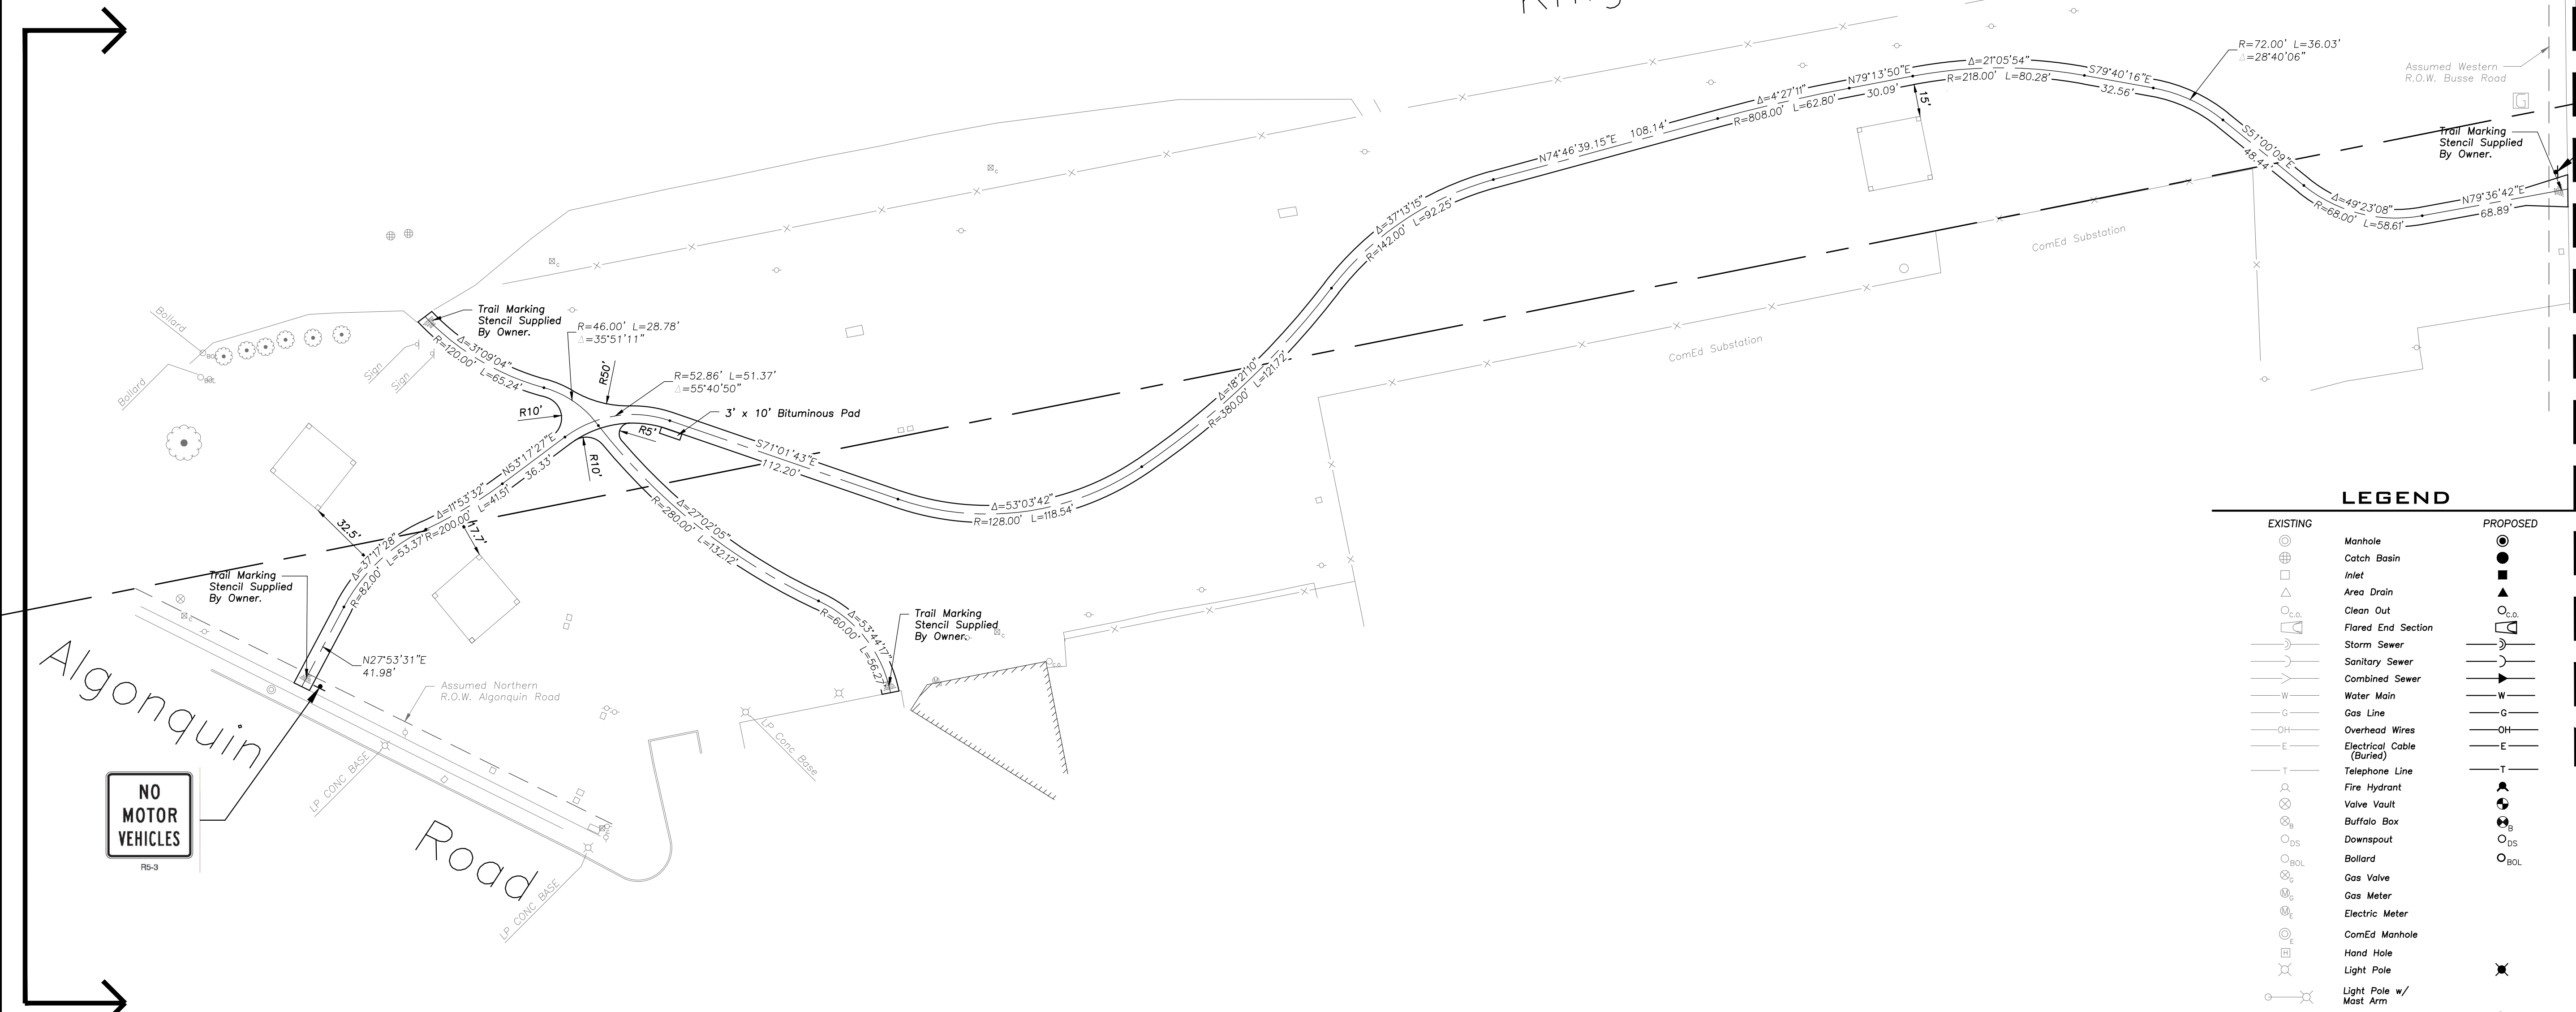 R=72.00' L=36.03'
Δ=28°40'06"
Assumed Western
R.O.W. Busse Road
G
Trail Marking
Stencil Supplied
By Owner.
Δ=21°05'54"
R=218.00' L=80.28'
S79°40'16"E
32.56'
N79°13'50"E
30.09'
15'
Δ=4°27'11"
R=808.00' L=62.80'
N74°46'39.15"E 108.14'
S51°00'09"E
48.44'
Δ=49°23'08"
R=68.00' L=58.61'
N79°36'42"E
68.89'
Δ=37°13'15"
R=142.00' L=92.25'
ComEd Substation
ComEd Substation
Bollard
BOL
Bollard
BOL
Sign
Sign
Trail Marking
Stencil Supplied
By Owner.
R=46.00' L=28.78'
Δ=35°51'11"
Δ=31°09'04"
R=120.00' L=65.24'
R50'
R=52.86' L=51.37'
Δ=55°40'50"
3' x 10' Bituminous Pad
R10'
R5'
R10'
Δ=18°21'10"
R=380.00' L=121.72'
S71°01'43"E
112.20'
N53°17'27"E
36.33'
Δ=11°53'32"
R=200.00' L=41.51'
32.5'
17.7'
Δ=53°03'42"
R=128.00' L=118.54'
Δ=27°02'05"
R=280.00' L=132.12'
Δ=37°17'28"
R=82.00' L=53.37'
Trail Marking
Stencil Supplied
By Owner.
Δ=53°44'17"
R=60.00' L=56.27'
Trail Marking
Stencil Supplied
By Owner.
C.O.
N27°53'31"E
41.98'
Assumed Northern
R.O.W. Algonquin Road
Algonquin
Road
LP Conc Base
LP CONC BASE
LP CONC BASE
NO
MOTOR
VEHICLES
R5-3
LEGEND
EXISTING PROPOSED
Manhole
Catch Basin
Inlet
Area Drain
C.O. Clean Out C.O.
Flared End Section
Storm Sewer
Sanitary Sewer
Combined Sewer
W Water Main W
G Gas Line G
OH Overhead Wires OH
E Electrical Cable E
(Buried)
T Telephone Line T
Fire Hydrant
Valve Vault
B Buffalo Box B
DS Downspout DS
BOL Bollard BOL
G Gas Valve
M G Gas Meter
M E Electric Meter
E ComEd Manhole
H Hand Hole
Light Pole
Light Pole w/
Mast Arm